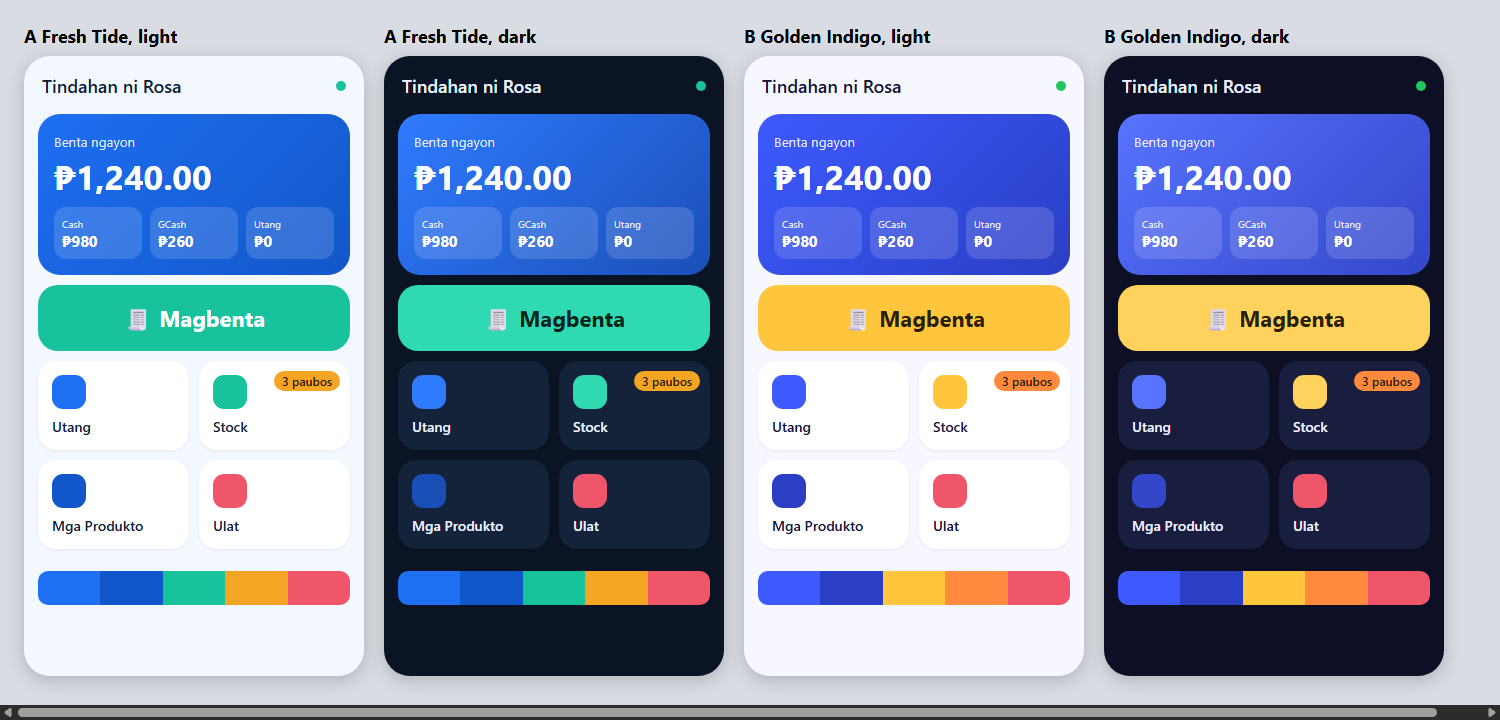 A Fresh Tide, light
Tindahan ni Rosa
Benta ngayon
₱1,240.00
Cash GCash Utang
₱980 ₱260 ₱0
Magbenta
3 paubos
Utang Stock
Mga Produkto Ulat
A Fresh Tide, dark
Tindahan ni Rosa
Benta ngayon
₱1,240.00
Cash GCash Utang
₱980 ₱260 ₱0
Magbenta
3 paubos
Utang Stock
Mga Produkto Ulat
B Golden Indigo, light
Tindahan ni Rosa
Benta ngayon
₱1,240.00
Cash GCash Utang
₱980 ₱260 ₱0
Magbenta
3 paubos
Utang Stock
Mga Produkto Ulat
B Golden Indigo, dark
Tindahan ni Rosa
Benta ngayon
₱1,240.00
Cash GCash Utang
₱980 ₱260 ₱0
Magbenta
3 paubos
Utang Stock
Mga Produkto Ulat